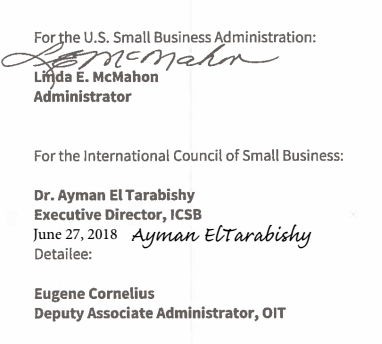 For the U.S. Small Business Administration:
LEMcMahon
Linda E. McMahon
Administrator
For the International Council of Small Business:
Dr. Ayman El Tarabishy
Executive Director, ICSB
June 27, 2018 Ayman ElTarabishy
Detailee:
Eugene Cornelius
Deputy Associate Administrator, OIT